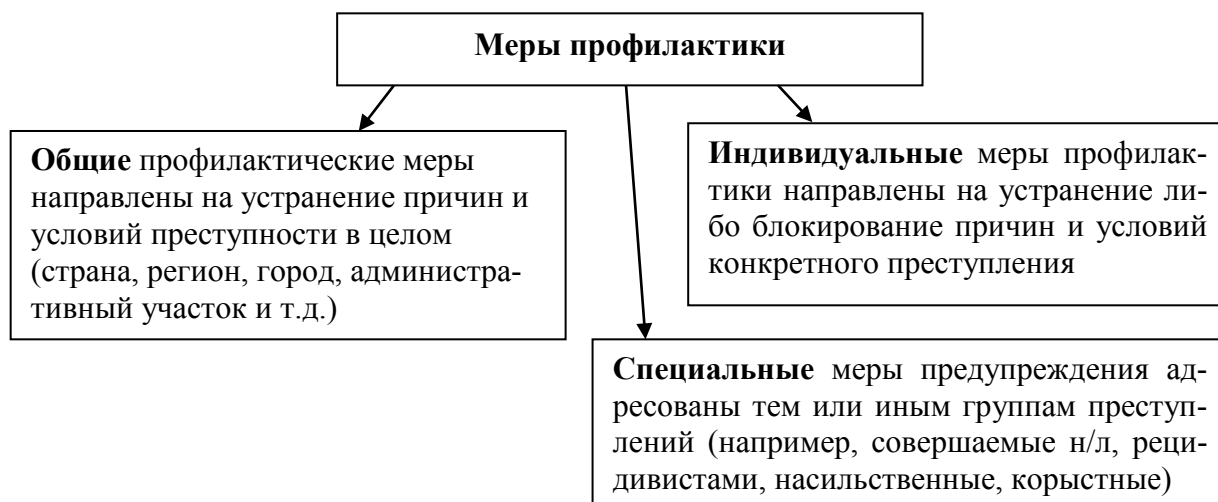 Меры профилактики
Общие профилактические меры
направлены на устранение причин и
условий преступности в целом
(страна, регион, город, администра-
тивный участок и т.д.)
Индивидуальные меры профилак-
тики направлены на устранение ли-
бо блокирование причин и условий
конкретного преступления
Специальные меры предупреждения ад-
ресованы тем или иным группам преступ-
лений (например, совершаемые н/л, реци-
дивистами, насильственные, корыстные)